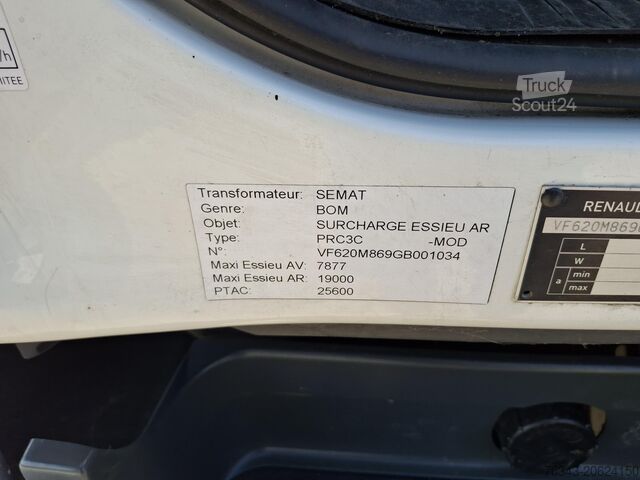 /h
ITEE
Truck
Scout24
Transformateur: SEMAT
Genre: BOM
Objet: SURCHARGE ESSIEU AR
Type: PRC3C -MOD
N°: VF620M869GB001034
Maxi Essieu AV: 7877
Maxi Essieu AR: 19000
PTAC: 25600
RENAUL
VF620M869
L
W
a min
max